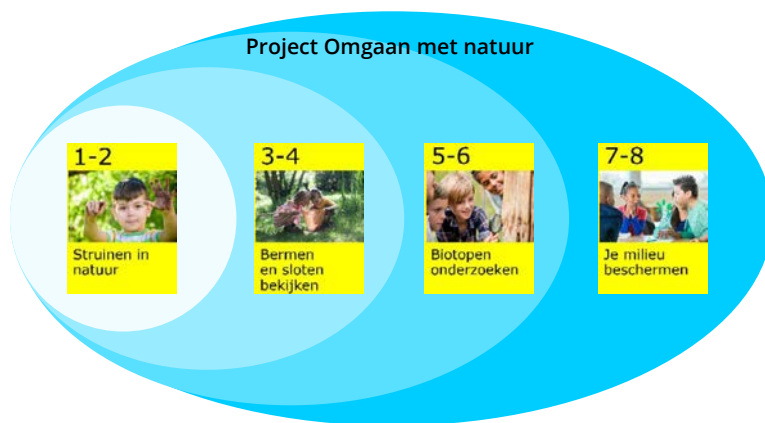 Project Omgaan met natuur
1-2
Struinen in
natuur
3-4
Bermen
en sloten
bekijken
5-6
Biotopen
onderzoeken
7-8
Je milieu
beschermen